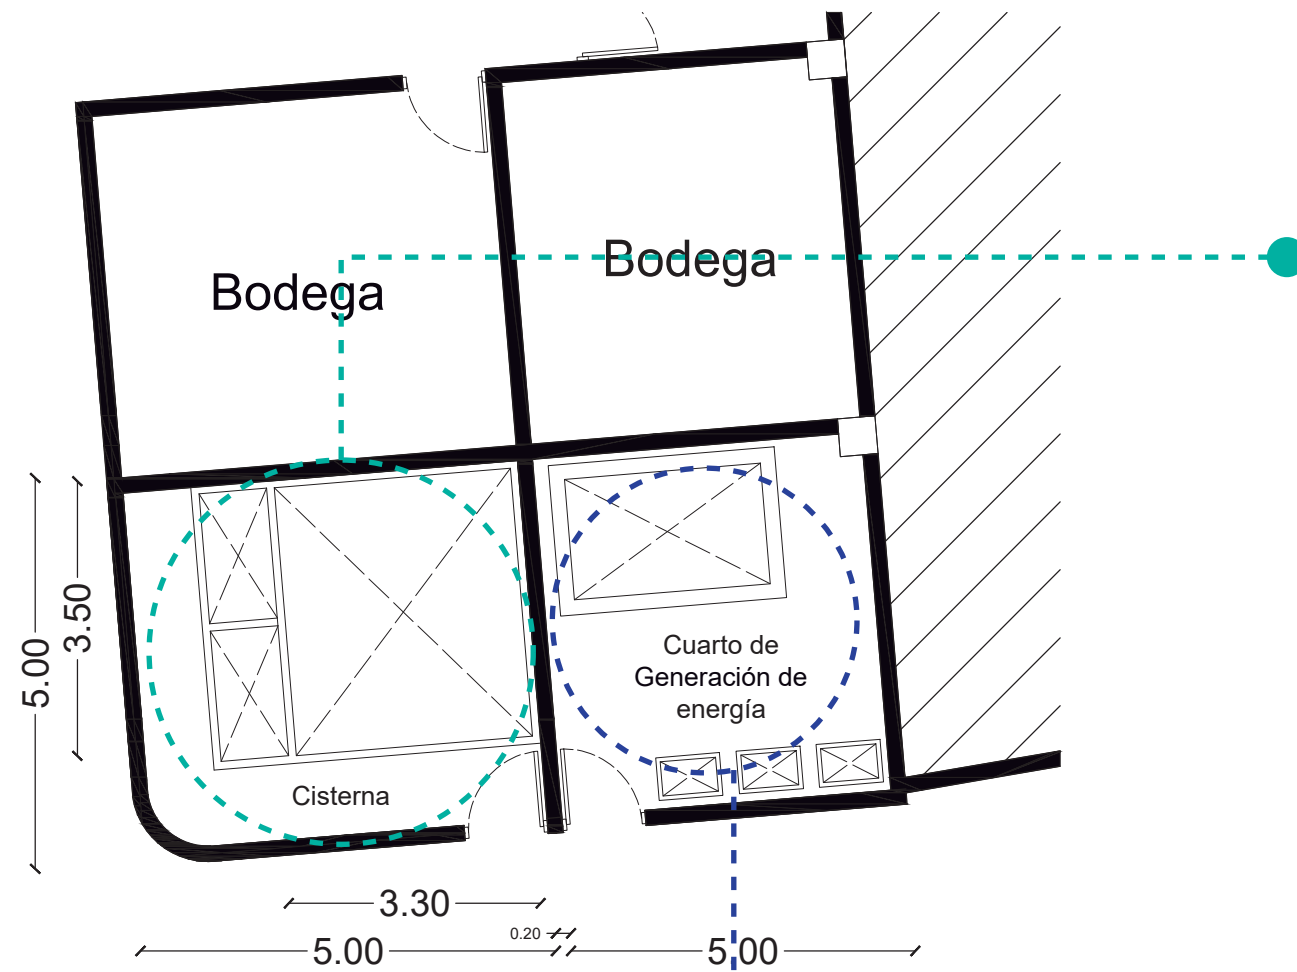 Bodega
Bodega
3.50
5.00
Cuarto de
Generación de
energía
Cisterna
3.30
0.20
5.00
5.00